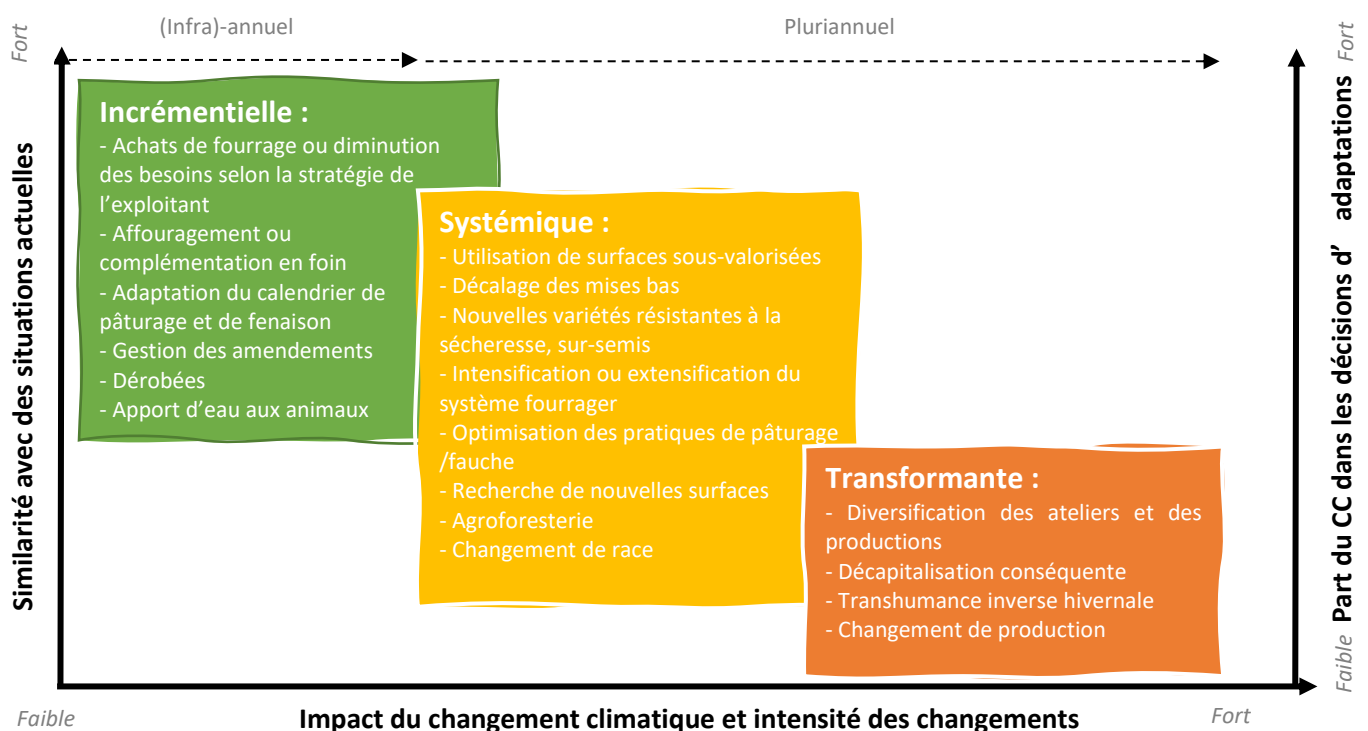 (Infra)-annuel
Pluriannuel
Fort
Similarité avec des situations actuelles
Incrémentielle :
- Achats de fourrage ou diminution
des besoins selon la stratégie de
l'exploitant
- Affouragement ou
complémentation en foin
- Adaptation du calendrier de
pâturage et de fenaison
- Gestion des amendements
- Dérobées
- Apport d'eau aux animaux
Systémique :
- Utilisation de surfaces sous-valorisées
- Décalage des mises bas
- Nouvelles variétés résistantes à la
sécheresse, sur-semis
- Intensification ou extensification du
système fourrager
- Optimisation des pratiques de pâturage
/fauche
- Recherche de nouvelles surfaces
- Agroforesterie
- Changement de race
Transformante :
- Diversification des ateliers et des
productions
- Décapitalisation conséquente
- Transhumance inverse hivernale
- Changement de production
Fort
Part du CC dans les décisions d' adaptations
Faible
Faible
Impact du changement climatique et intensité des changements
Fort